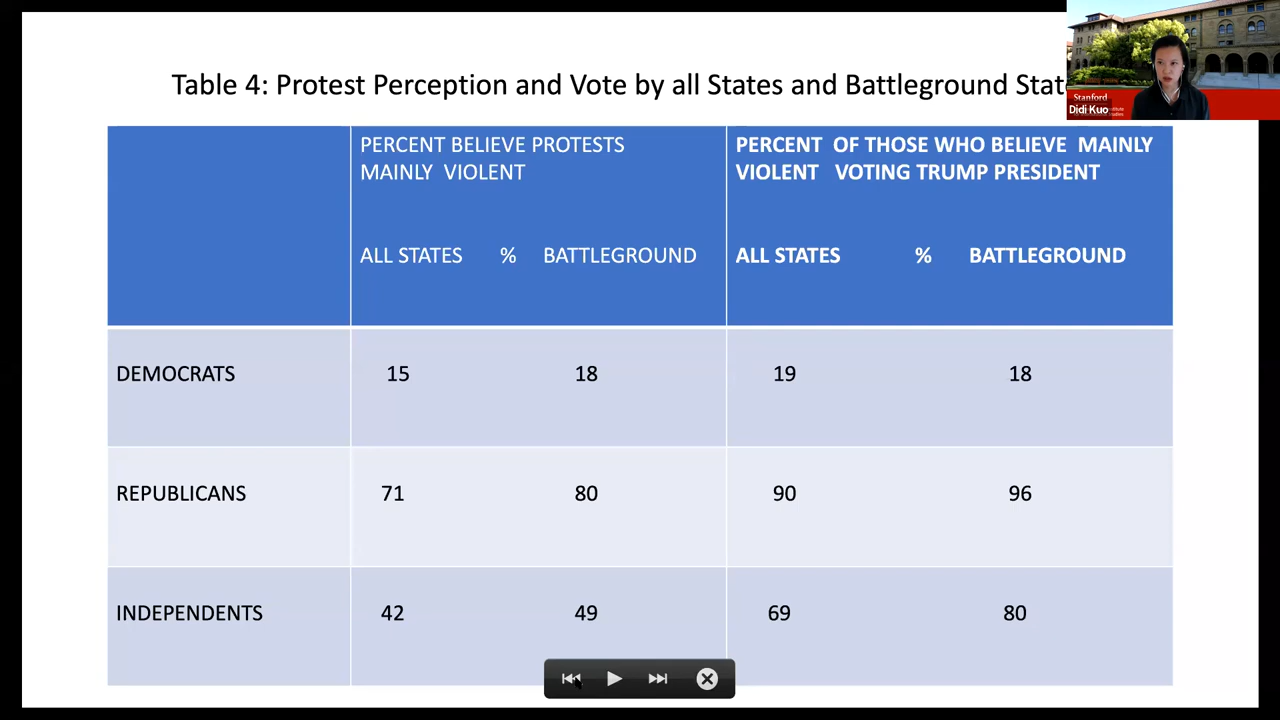 Table 4: Protest Perception and Vote by all States and Battleground
Stanford
Didi Kuo
PERCENT BELIEVE PROTESTS
MAINLY VIOLENT
ALL STATES % BATTLEGROUND
PERCENT OF THOSE WHO BELIEVE MAINLY
VIOLENT VOTING TRUMP PRESIDENT
ALL STATES % BATTLEGROUND
DEMOCRATS 15 18 19 18
REPUBLICANS 71 80 90 96
INDEPENDENTS 42 49 69 80